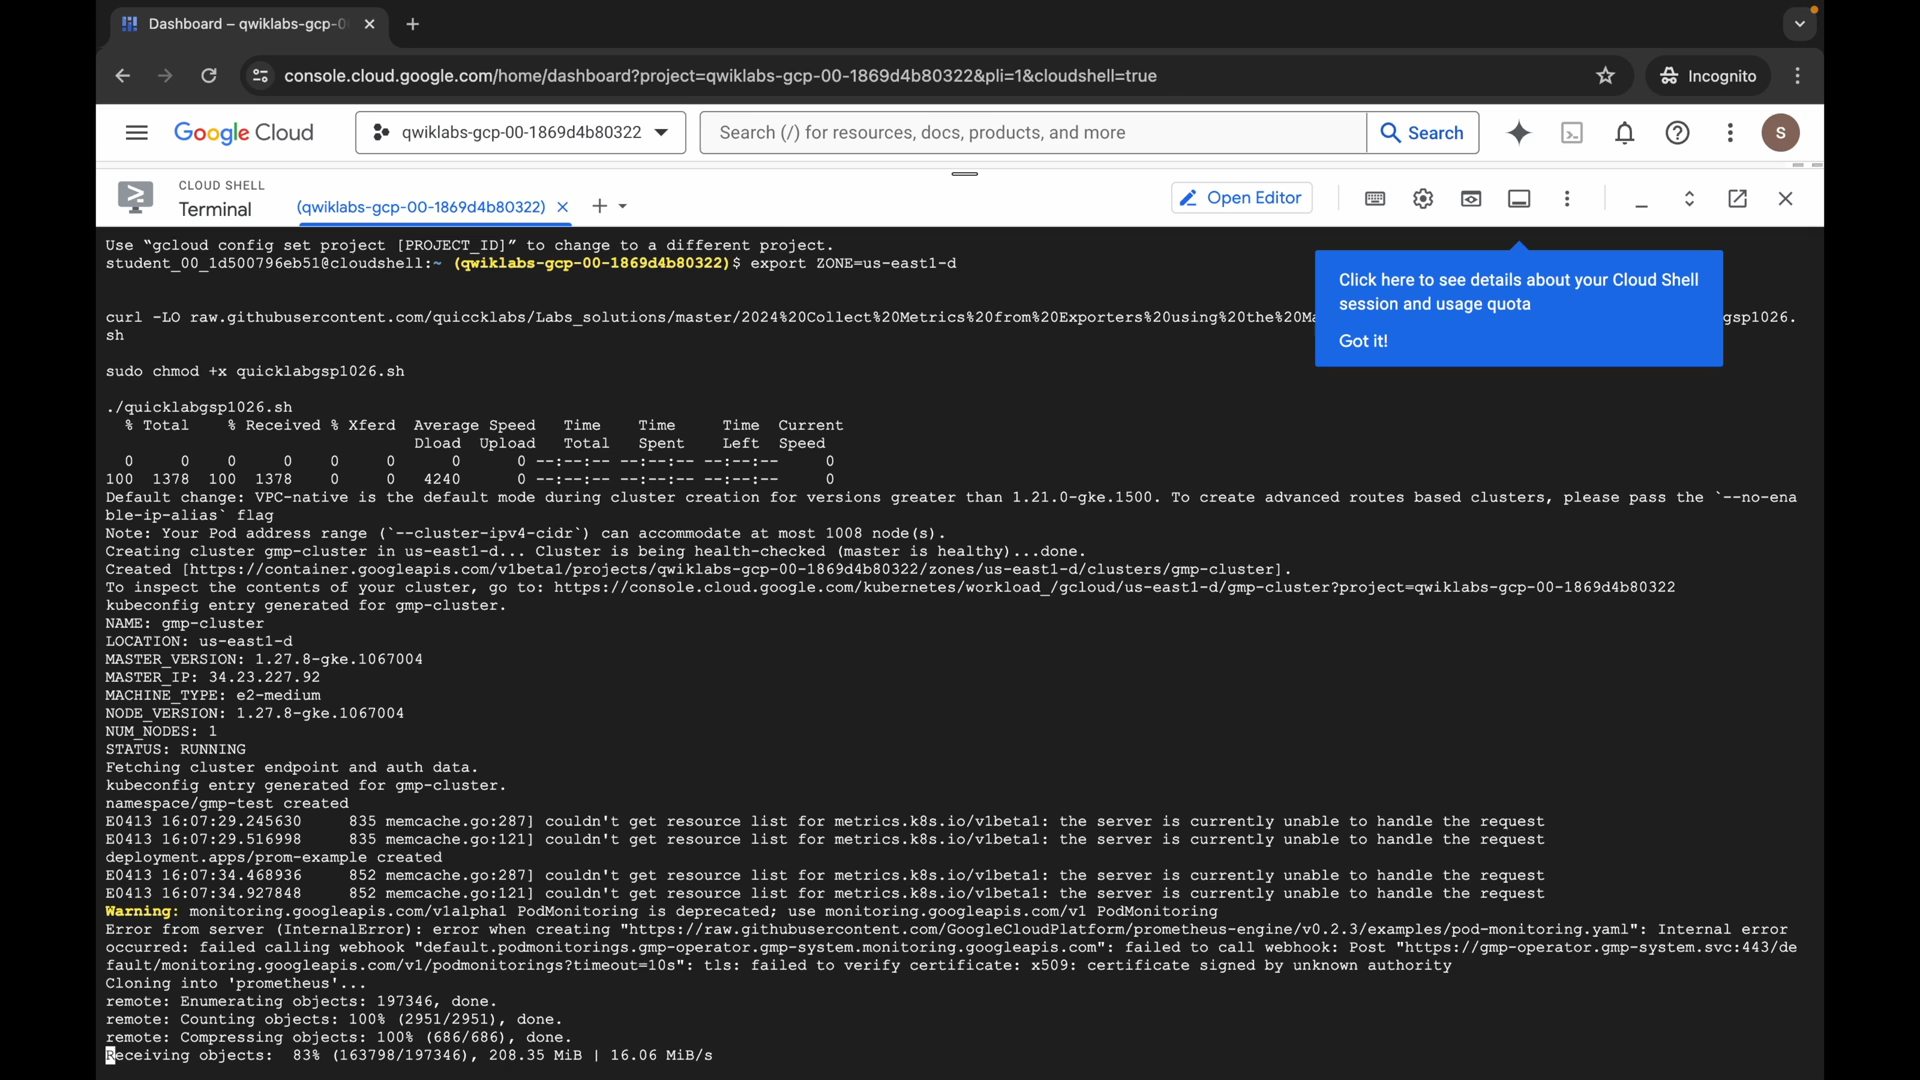 Dashboard – qwiklabs-gcp-0
console.cloud.google.com/home/dashboard?project=qwiklabs-gcp-00-1869d4b80322&pli=1&cloudshell=true
Incognito
Google Cloud
qwiklabs-gcp-00-1869d4b80322
Search (/) for resources, docs, products, and more
Search
S
CLOUD SHELL
Terminal
(qwiklabs-gcp-00-1869d4b80322)
Open Editor
Use “gcloud config set project [PROJECT_ID]” to change to a different project.
student_00_1d500796eb51@cloudshell:~ (qwiklabs-gcp-00-1869d4b80322)$ export ZONE=us-east1-d
Click here to see details about your Cloud Shell
session and usage quota
Got it!
curl -LO raw.githubusercontent.com/quiccklabs/Labs_solutions/master/2024%20Collect%20Metrics%20from%20Exporters%20using%20the%20Ma gsp1026.
sh
sudo chmod +x quicklabgsp1026.sh
./quicklabgsp1026.sh
% Total % Received % Xferd Average Speed Time Time Time Current
Dload Upload Total Spent Left Speed
0 0 0 0 0 0 0 0 --:--:-- --:--:-- --:--:-- 0
100 1378 100 1378 0 0 4240 0 --:--:-- --:--:-- --:--:-- 0
Default change: VPC-native is the default mode during cluster creation for versions greater than 1.21.0-gke.1500. To create advanced routes based clusters, please pass the `--no-ena
ble-ip-alias` flag
Note: Your Pod address range (`--cluster-ipv4-cidr`) can accommodate at most 1008 node(s).
Creating cluster gmp-cluster in us-east1-d... Cluster is being health-checked (master is healthy)...done.
Created [https://container.googleapis.com/v1beta1/projects/qwiklabs-gcp-00-1869d4b80322/zones/us-east1-d/clusters/gmp-cluster].
To inspect the contents of your cluster, go to: https://console.cloud.google.com/kubernetes/workload_/gcloud/us-east1-d/gmp-cluster?project=qwiklabs-gcp-00-1869d4b80322
kubeconfig entry generated for gmp-cluster.
NAME: gmp-cluster
LOCATION: us-east1-d
MASTER_VERSION: 1.27.8-gke.1067004
MASTER_IP: 34.23.227.92
MACHINE_TYPE: e2-medium
NODE_VERSION: 1.27.8-gke.1067004
NUM_NODES: 1
STATUS: RUNNING
Fetching cluster endpoint and auth data.
kubeconfig entry generated for gmp-cluster.
namespace/gmp-test created
E0413 16:07:29.245630 835 memcache.go:287] couldn't get resource list for metrics.k8s.io/v1beta1: the server is currently unable to handle the request
E0413 16:07:29.516998 835 memcache.go:121] couldn't get resource list for metrics.k8s.io/v1beta1: the server is currently unable to handle the request
deployment.apps/prom-example created
E0413 16:07:34.468936 852 memcache.go:287] couldn't get resource list for metrics.k8s.io/v1beta1: the server is currently unable to handle the request
E0413 16:07:34.927848 852 memcache.go:121] couldn't get resource list for metrics.k8s.io/v1beta1: the server is currently unable to handle the request
Warning: monitoring.googleapis.com/v1alpha1 PodMonitoring is deprecated; use monitoring.googleapis.com/v1 PodMonitoring
Error from server (InternalError): error when creating "https://raw.githubusercontent.com/GoogleCloudPlatform/prometheus-engine/v0.2.3/examples/pod-monitoring.yaml": Internal error
occurred: failed calling webhook "default.podmonitorings.gmp-operator.gmp-system.monitoring.googleapis.com": failed to call webhook: Post "https://gmp-operator.gmp-system.svc:443/de
fault/monitoring.googleapis.com/v1/podmonitorings?timeout=10s": tls: failed to verify certificate: x509: certificate signed by unknown authority
Cloning into 'prometheus'...
remote: Enumerating objects: 197346, done.
remote: Counting objects: 100% (2951/2951), done.
remote: Compressing objects: 100% (686/686), done.
Receiving objects: 83% (163798/197346), 208.35 MiB | 16.06 MiB/s